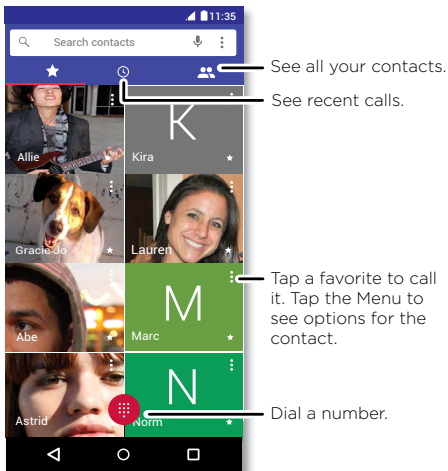 11:35
Search contacts
See all your contacts.
See recent calls.
K
Allie
Kira
Gracie Jo
Lauren
Tap a favorite to call
it. Tap the Menu to
see options for the
contact.
M
Abe
Marc
N
Astrid
Norm
Dial a number.